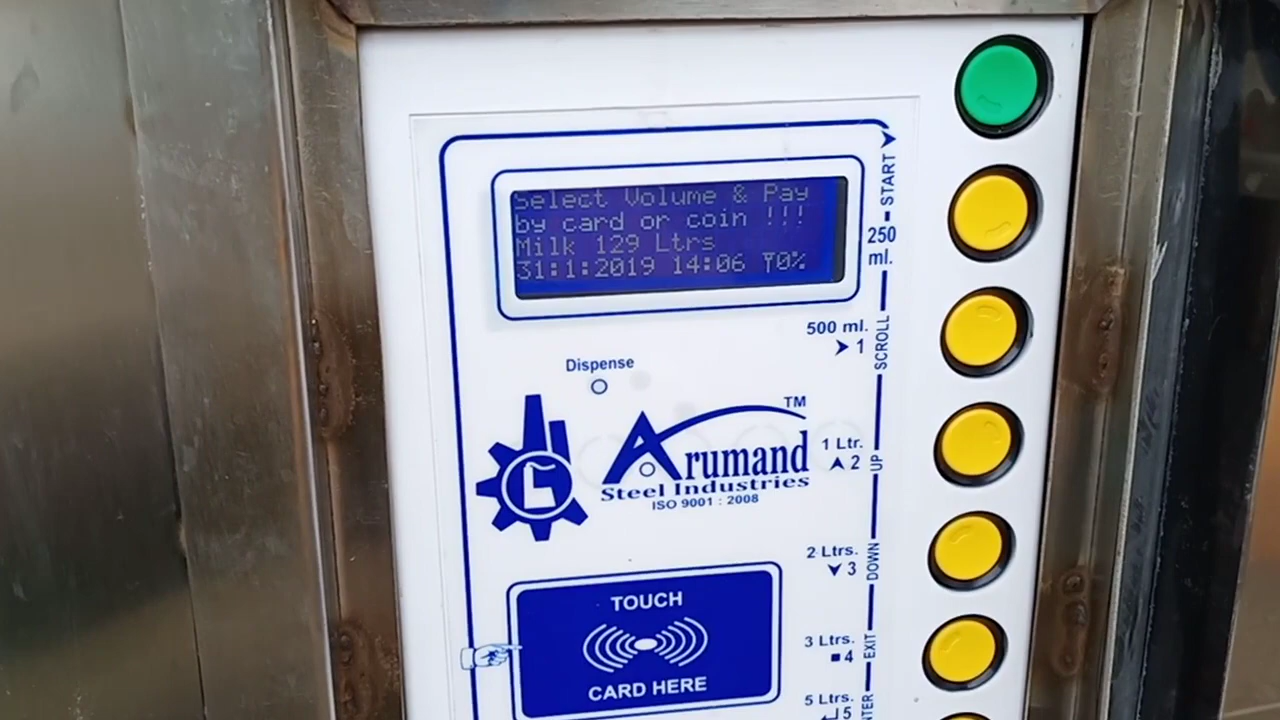 Select Volume & Pay
by card or coin !!!
Milk 129 Ltrs
31:1:2019 14:06 0%
START
250
ml.
500 ml.
1
SCROLL
Dispense
TM
Arumand
Steel Industries
ISO 9001 : 2008
1 Ltr.
2
UP
2 Ltrs.
3
DOWN
TOUCH
CARD HERE
3 Ltrs.
4
EXIT
5 Ltrs.
5